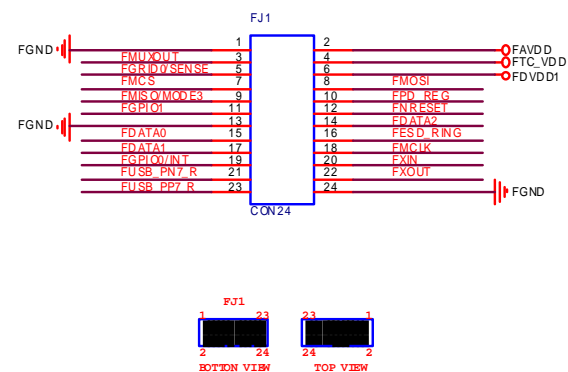 FJ1
FGND 1 2 FAVDD
FMUXOUT 3 4 FTC_VDD
FGRID0/SENSE 5 6 FDVDD1
FMCS 7 8 FMOSI
FMISO/MODE3 9 10 FPD_REG
FGPIO1 11 12 FNRESET
FGND 13 14 FDATA2
FDATA0 15 16 FESD_RING
FDATA1 17 18 FMCLK
FGPIO0/INT 19 20 FXIN
FUSB_PN7_R 21 22 FXOUT
FUSB_PP7_R 23 24 FGND
CON24
FJ1
1 23 23 1
2 24 24 2
BOTTON VIEW TOP VIEW